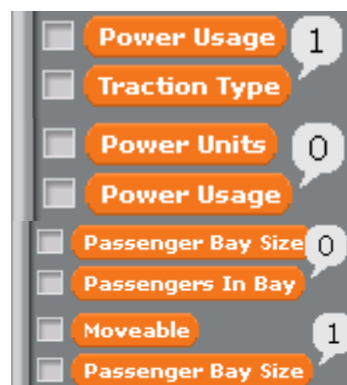 Power Usage 1
Traction Type
Power Units 0
Power Usage
Passenger Bay Size 0
Passengers In Bay
Moveable 1
Passenger Bay Size